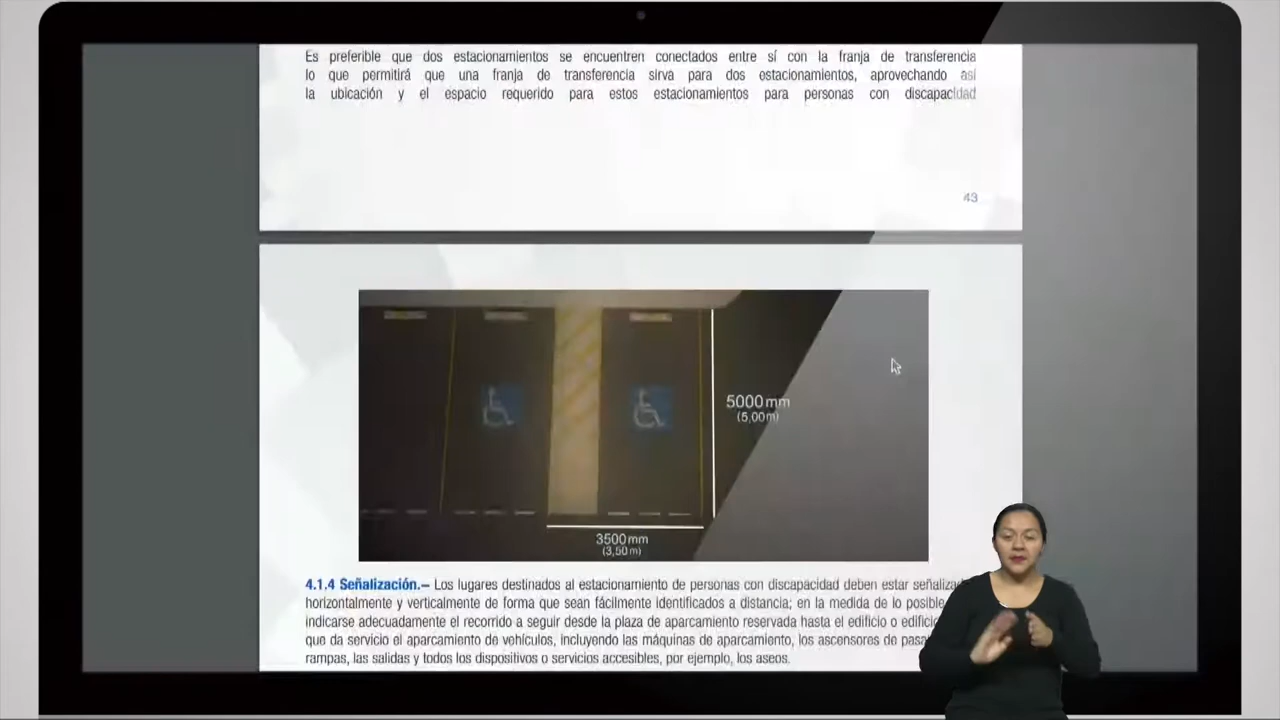 Es preferible que dos estacionamientos se encuentren conectados entre sí con la franja de transferencia
lo que permitirá que una franja de transferencia sirva para dos estacionamientos, aprovechando así
la ubicación y el espacio requerido para estos estacionamientos para personas con discapacidad
43
5000 mm
(5,00m)
3500 mm
(3,50 m)
4.1.4 Señalización.– Los lugares destinados al estacionamiento de personas con discapacidad deben estar
horizontalmente y verticalmente de forma que sean fácilmente identificados a distancia; en la medida de lo posible
indicarse adecuadamente el recorrido a seguir desde la plaza de aparcamiento reservada hasta el edificio o
que da servicio el aparcamiento de vehículos, incluyendo las máquinas de aparcamiento, los ascensores de
rampas, las salidas y todos los dispositivos o servicios accesibles, por ejemplo, los aseos.